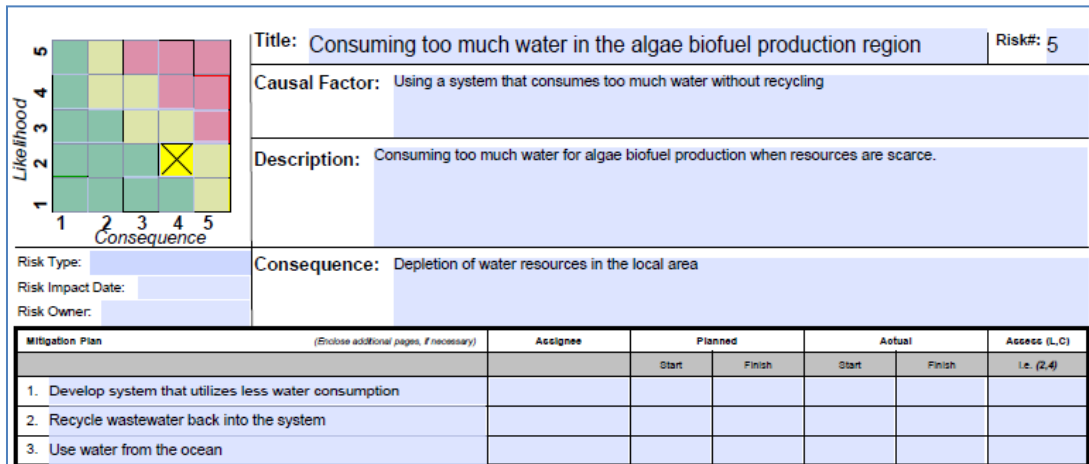 Title: Consuming too much water in the algae biofuel production region Risk#: 5
Causal Factor: Using a system that consumes too much water without recycling
Description: Consuming too much water for algae biofuel production when resources are scarce.
Likelihood
5
4
3
2
1
1 2 3 4 5
Consequence
Risk Type:
Risk Impact Date:
Risk Owner:
Consequence: Depletion of water resources in the local area
Mitigation Plan (Enclose additional pages, if necessary) Assignee Planned Actual Assess (L,C)
Start Finish Start Finish i.e. (2,4)
1. Develop system that utilizes less water consumption
2. Recycle wastewater back into the system
3. Use water from the ocean